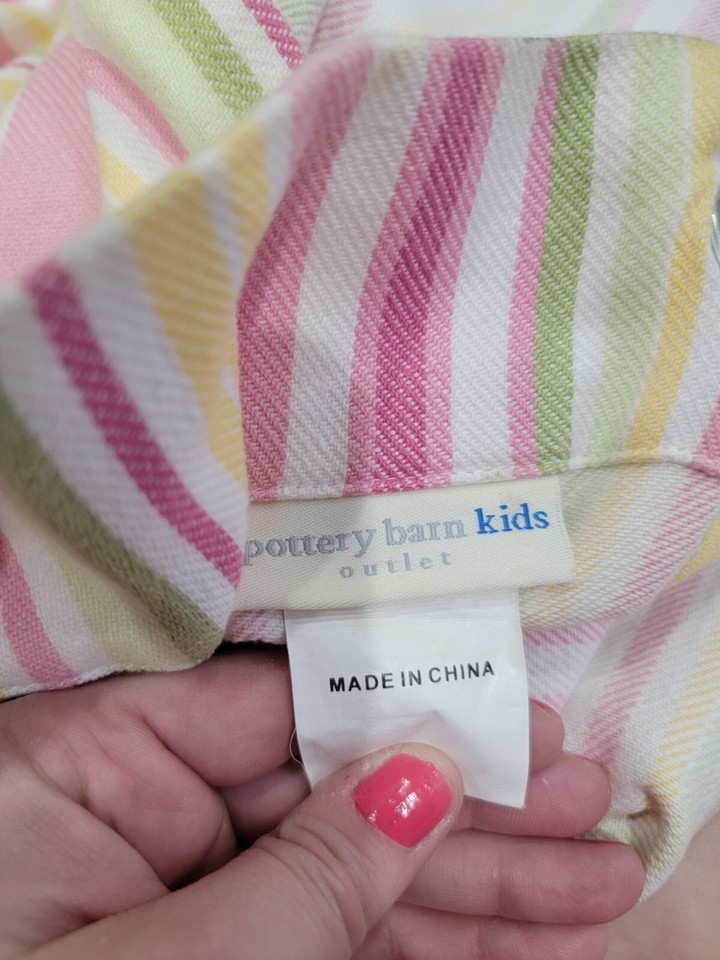 pottery barn kids
outlet
MADE IN CHINA